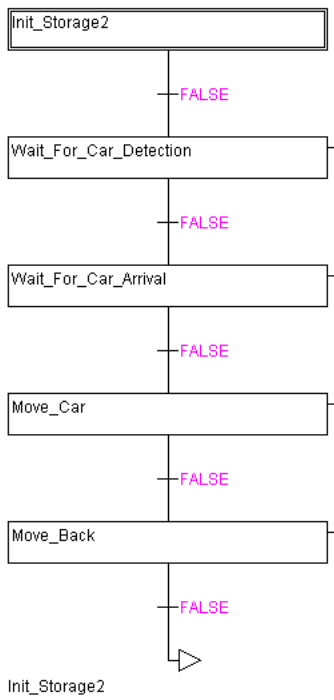 Init_Storage2
FALSE
Wait_For_Car_Detection
FALSE
Wait_For_Car_Arrival
FALSE
Move_Car
FALSE
Move_Back
FALSE
Init_Storage2